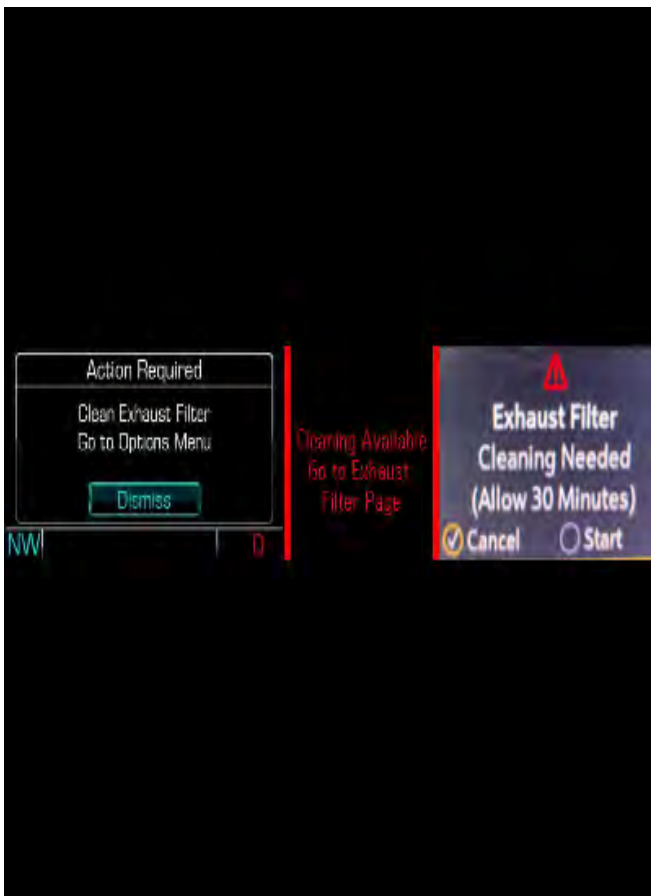 Action Required
Clean Exhaust Filter
Go to Options Menu
Dismiss
NW
D
Cleaning Available
Go to Exhaust
Filter Page
Exhaust Filter
Cleaning Needed
(Allow 30 Minutes)
Cancel Start